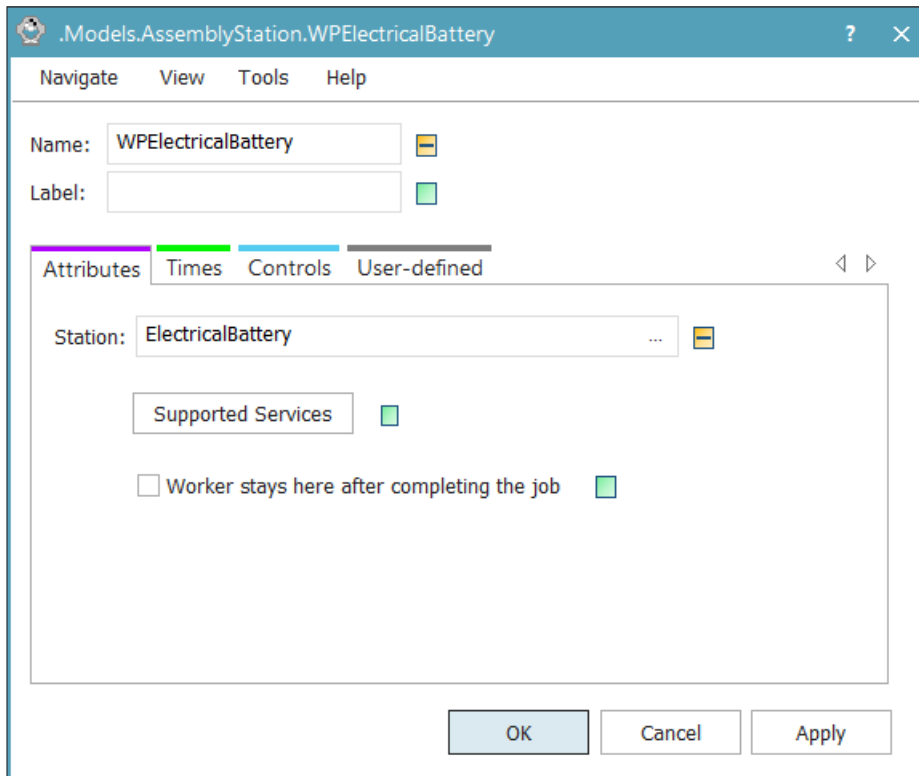 .Models.AssemblyStation.WPElectricalBattery ? ×
Navigate View Tools Help
Name: WPElectricalBattery
Label:
Attributes Times Controls User-defined
Station: ElectricalBattery ...
Supported Services
Worker stays here after completing the job
OK Cancel Apply